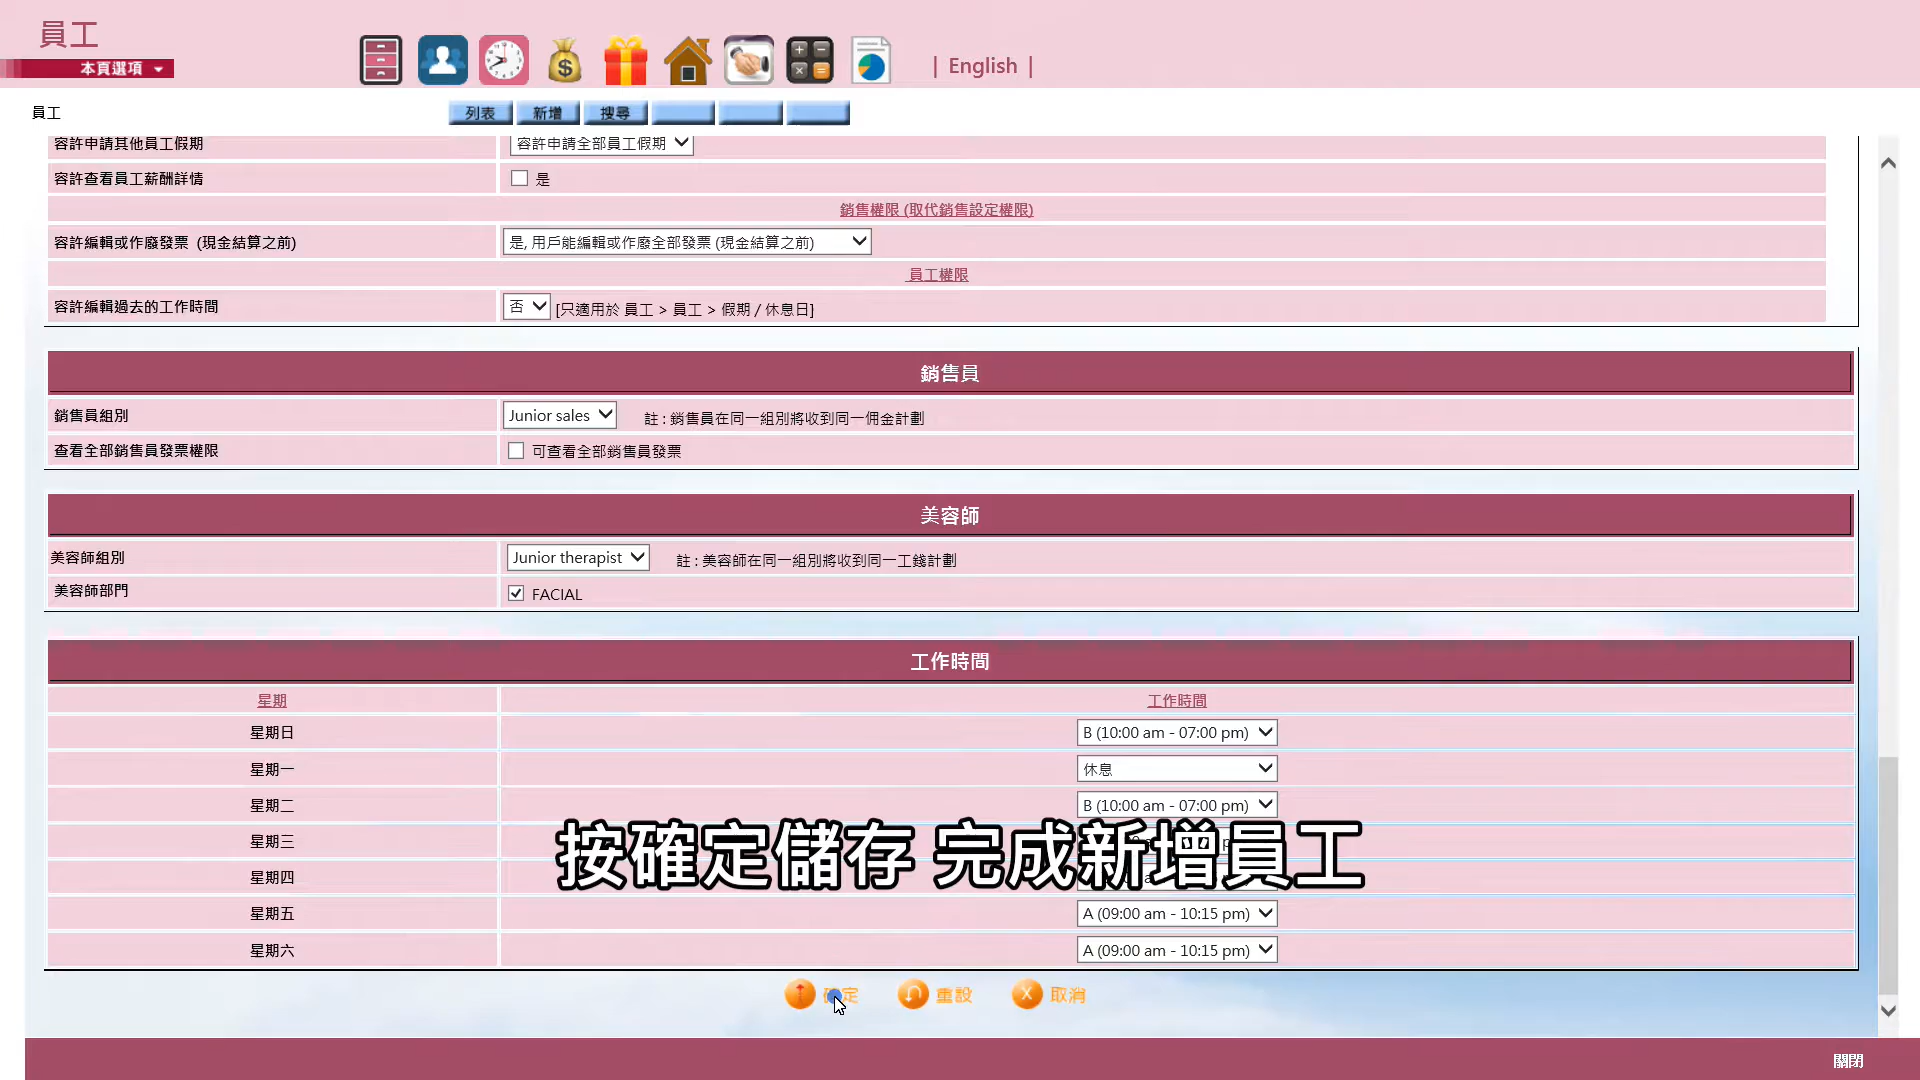 員工
本頁選項
| English |
員工
列表 新增 搜尋
容許申請其他員工假期 容許申請全部員工假期
容許查看員工薪酬詳情 是
銷售權限 (取代銷售設定權限)
容許編輯或作廢發票 (現金結算之前) 是, 用戶能編輯或作廢全部發票 (現金結算之前)
員工權限
容許編輯過去的工作時間 否 [只適用於 員工 > 員工 > 假期 / 休息日]
銷售員
銷售員組別 Junior sales 註 : 銷售員在同一組別將收到同一佣金計劃
查看全部銷售員發票權限 可查看全部銷售員發票
美容師
美容師組別 Junior therapist 註 : 美容師在同一組別將收到同一工錢計劃
美容師部門 FACIAL
工作時間
星期 工作時間
星期日 B (10:00 am - 07:00 pm)
星期一 休息
星期二 B (10:00 am - 07:00 pm)
星期三
按確定儲存 完成新增員工
星期四
星期五 A (09:00 am - 10:15 pm)
星期六 A (09:00 am - 10:15 pm)
確定 重設 取消
關閉